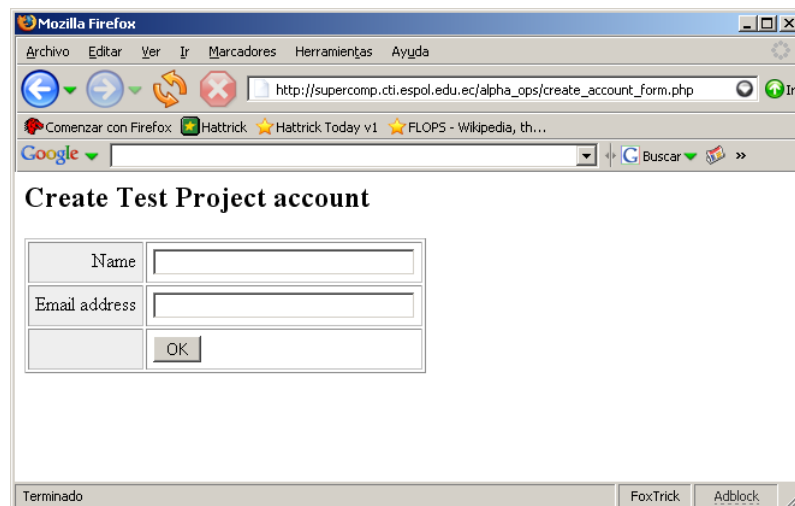 Mozilla Firefox
Archivo Editar Ver Ir Marcadores Herramientas Ayuda
http://supercomp.cti.espol.edu.ec/alpha_ops/create_account_form.php Ir
Comenzar con Firefox Hattrick Hattrick Today v1 FLOPS - Wikipedia, th...
Google G Buscar »
Create Test Project account
Name
Email address
OK
Terminado FoxTrick Adblock